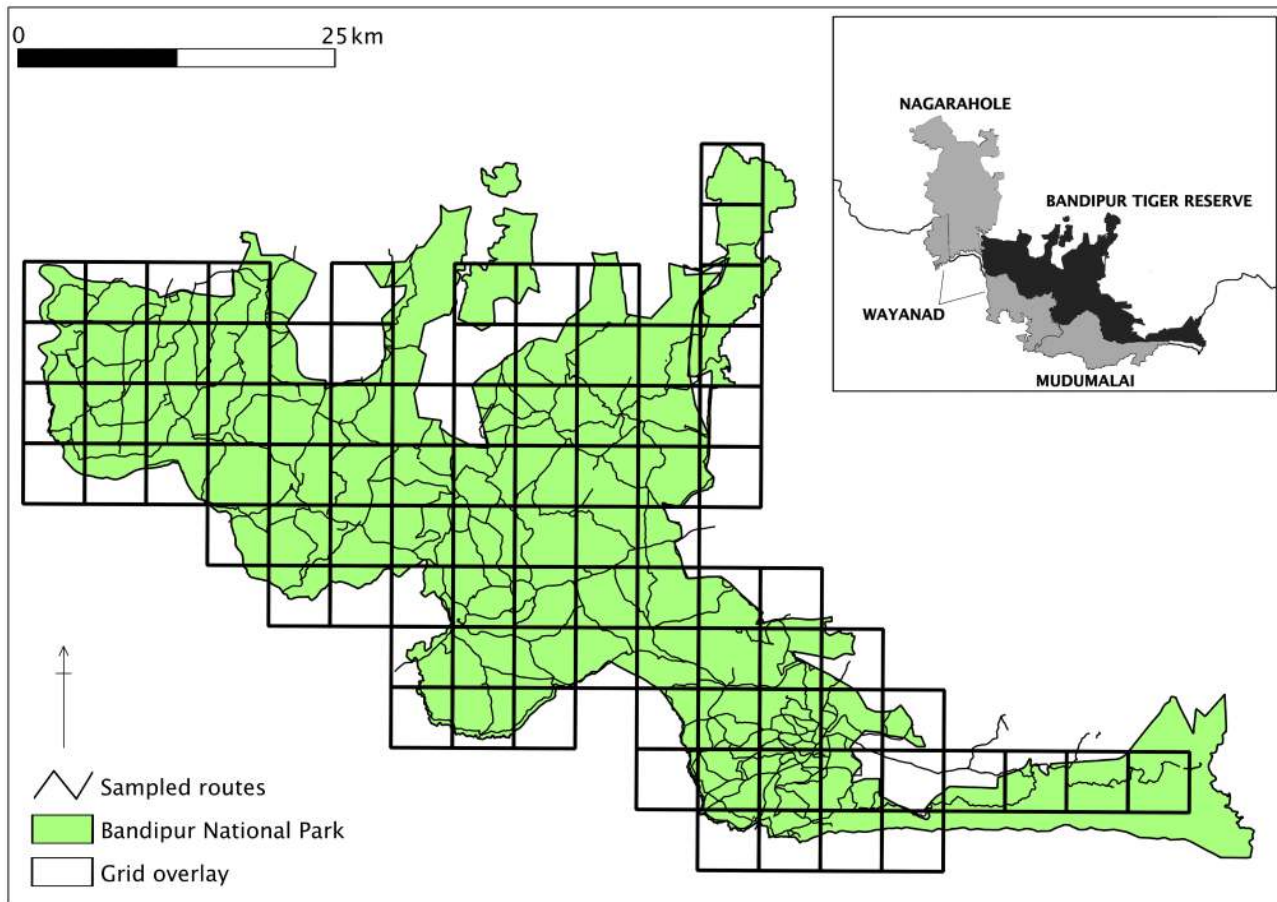 0 25 km
NAGARAHOLE
BANDIPUR TIGER RESERVE
WAYANAD
MUDUMALAI
Sampled routes
Bandipur National Park
Grid overlay